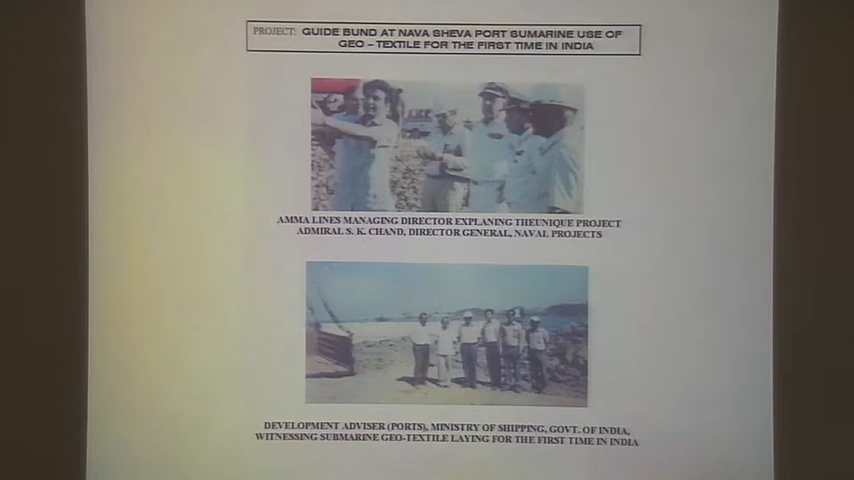 PROJECT: GUIDE BUND AT NAVA SHEVA PORT SUMARINE USE OF
GEO – TEXTILE FOR THE FIRST TIME IN INDIA
AMMA LINES MANAGING DIRECTOR EXPLANING THEUNIQUE PROJECT
ADMIRAL S. K. CHAND, DIRECTOR GENERAL, NAVAL PROJECTS
DEVELOPMENT ADVISER (PORTS), MINISTRY OF SHIPPING, GOVT. OF INDIA,
WITNESSING SUBMARINE GEO-TEXTILE LAYING FOR THE FIRST TIME IN INDIA